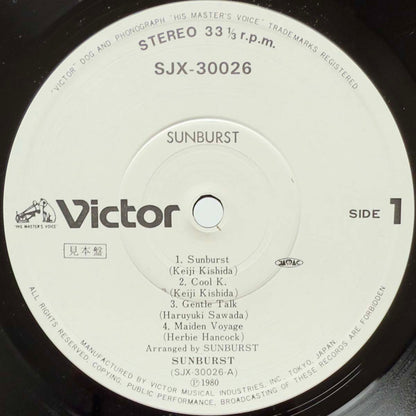 "VICTOR" DOG AND PHONOGRAPH "HIS MASTER'S VOICE" TRADEMARKS REGISTERED.
STEREO 33 1/3 r.p.m.
SJX-30026
SUNBURST
"HIS MASTER'S VOICE"
Victor
SIDE 1
見本盤
JASRAC
1. Sunburst
(Keiji Kishida)
2. Cool K.
(Keiji Kishida)
3. Gentle Talk
(Haruyuki Sawada)
4. Maiden Voyage
(Herbie Hancock)
Arranged by SUNBURST
SUNBURST
(SJX-30026-A)
Ⓟ 1980
MANUFACTURED BY VICTOR MUSICAL INDUSTRIES, INC. TOKYO, JAPAN.
ALL RIGHTS RESERVED. COPYING, PUBLIC PERFORMANCE, BROADCASTING OF THESE RECORDS ARE FORBIDDEN.